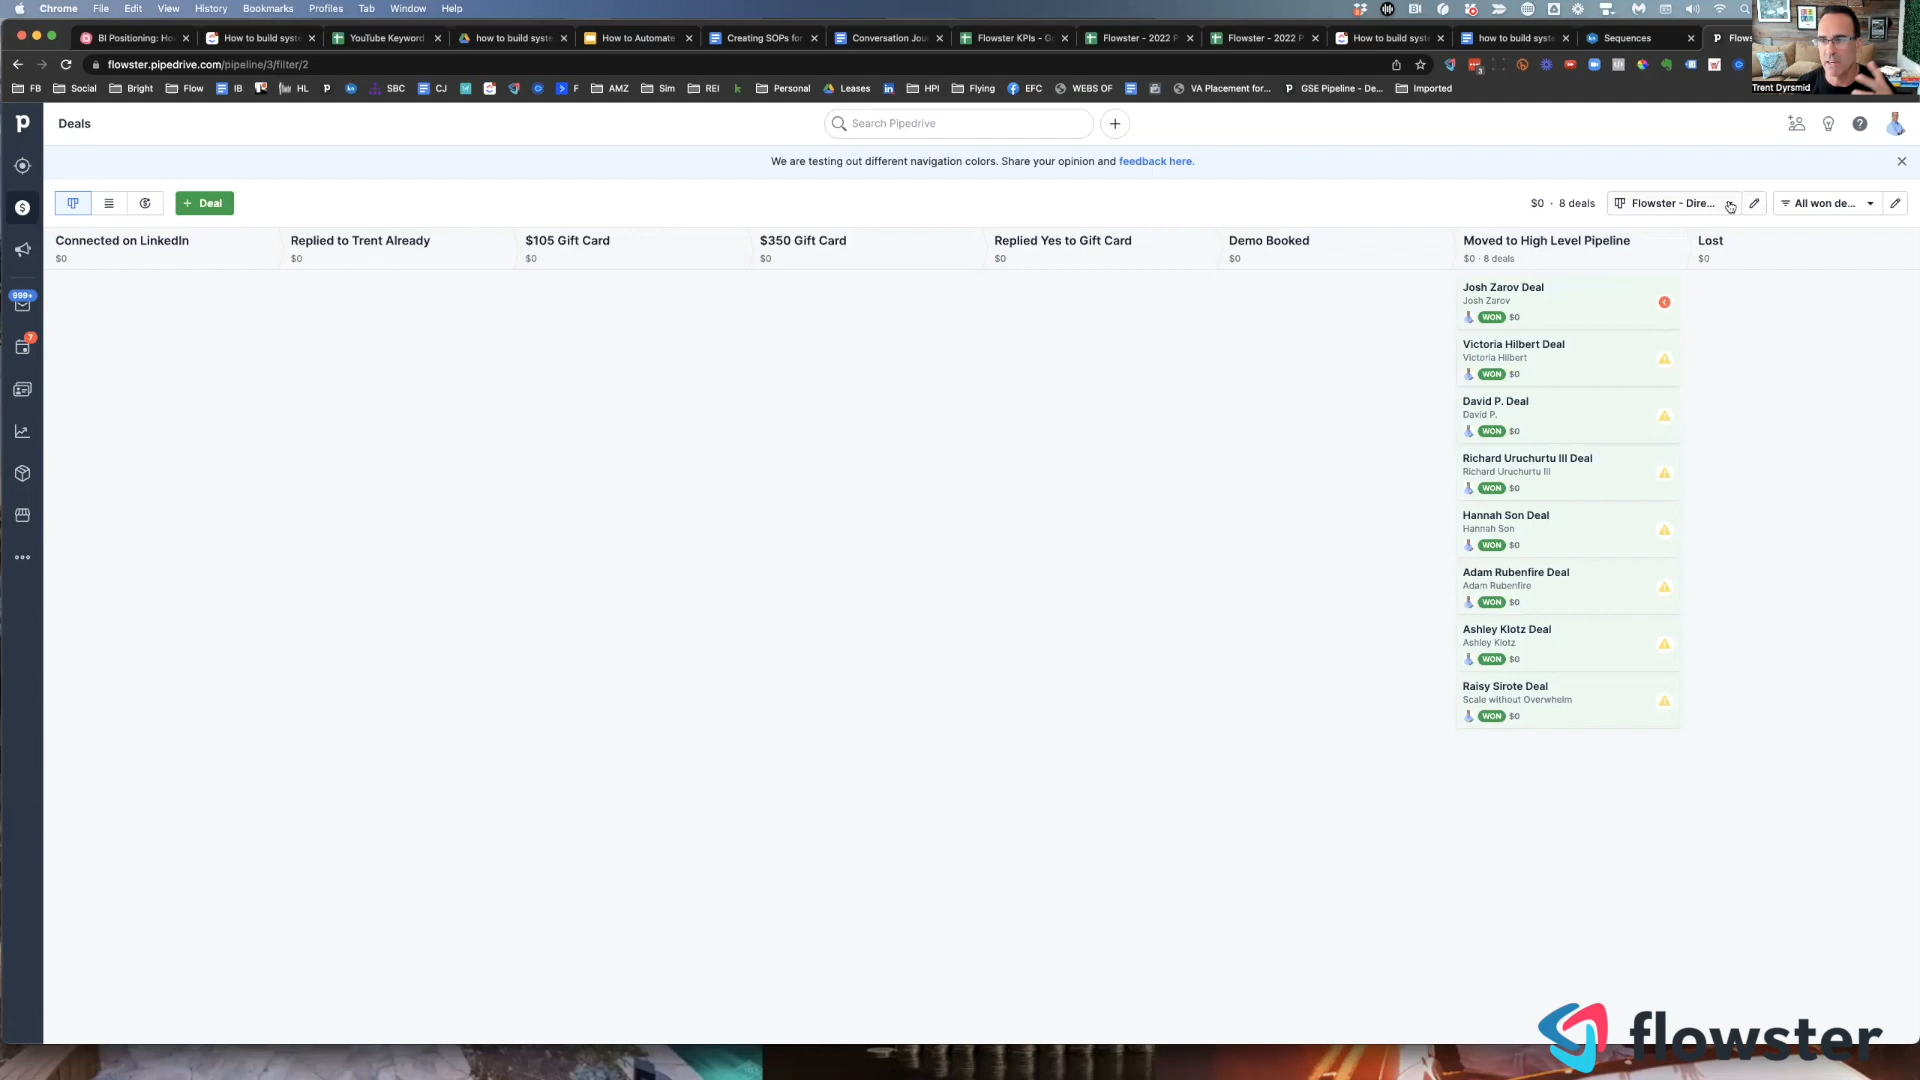 Chrome File Edit View History Bookmarks Profiles Tab Window Help
BI Positioning: Ho
How to build syst
YouTube Keyword
how to build syste
How to Automate
Creating SOPs for
Conversation Jou
Flowster KPIs - G
Flowster - 2022 P
Flowster - 2022 P
How to build syst
how to build syste
Sequences
Flows
flowster.pipedrive.com/pipeline/3/filter/2
FB Social Bright Flow IB HL SBC CJ F AMZ Sim REI Personal Leases HPI Flying EFC WEBS OF VA Placement for... GSE Pipeline - De... Imported
Trent Dyrsmid
Deals
Search Pipedrive
We are testing out different navigation colors. Share your opinion and feedback here.
+ Deal
$0 · 8 deals
Flowster - Dire...
All won de...
999+
7
Connected on LinkedIn
$0
Replied to Trent Already
$0
$105 Gift Card
$0
$350 Gift Card
$0
Replied Yes to Gift Card
$0
Demo Booked
$0
Moved to High Level Pipeline
$0 · 8 deals
Lost
$0
Josh Zarov Deal
Josh Zarov
WON $0
Victoria Hilbert Deal
Victoria Hilbert
WON $0
David P. Deal
David P.
WON $0
Richard Uruchurtu III Deal
Richard Uruchurtu III
WON $0
Hannah Son Deal
Hannah Son
WON $0
Adam Rubenfire Deal
Adam Rubenfire
WON $0
Ashley Klotz Deal
Ashley Klotz
WON $0
Raisy Sirote Deal
Scale without Overwhelm
WON $0
flowster